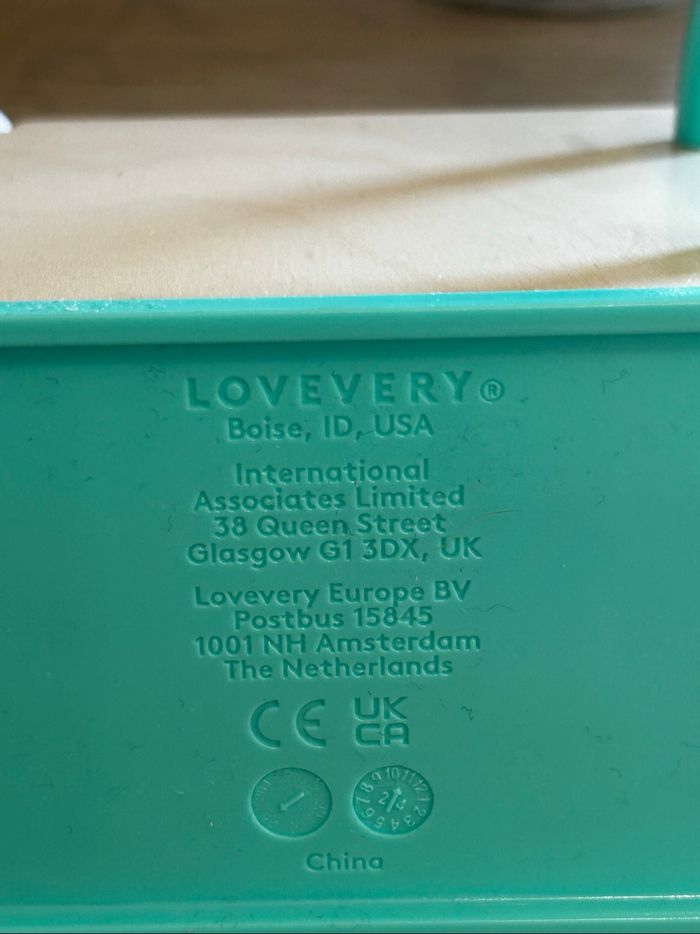 LOVEVERY®
Boise, ID, USA
International
Associates Limited
38 Queen Street
Glasgow G1 3DX, UK
Lovevery Europe BV
Postbus 15845
1001 NH Amsterdam
The Netherlands
CE UK
CA
China